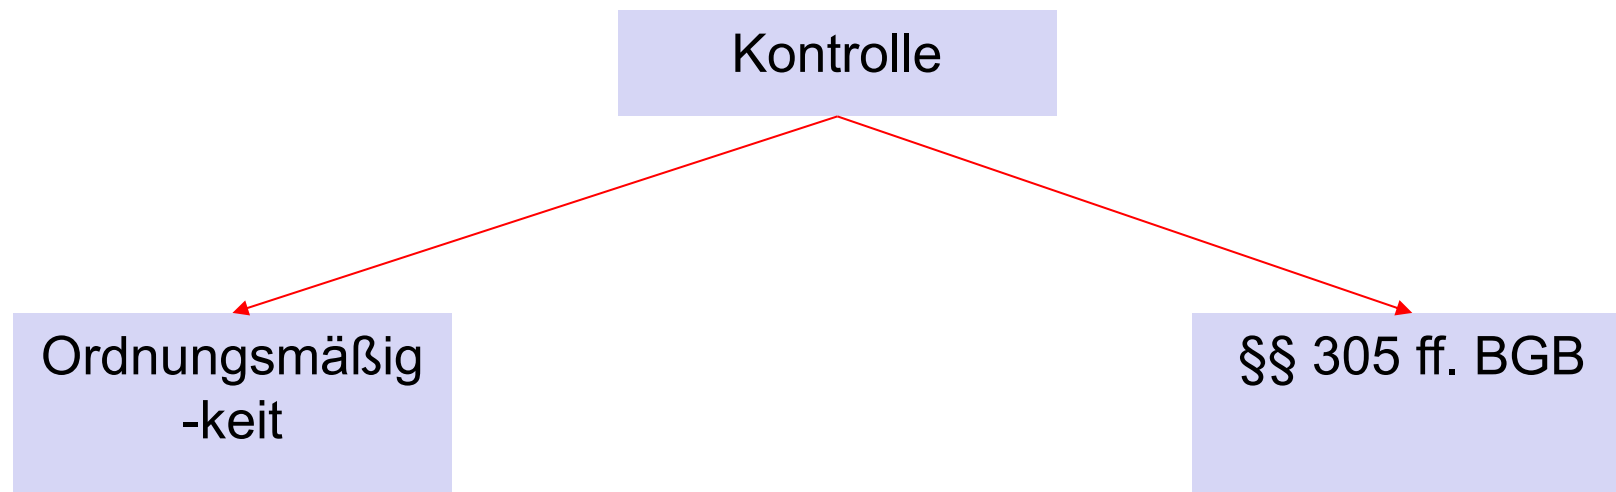 Kontrolle
Ordnungsmäßig
-keit
§§ 305 ff. BGB